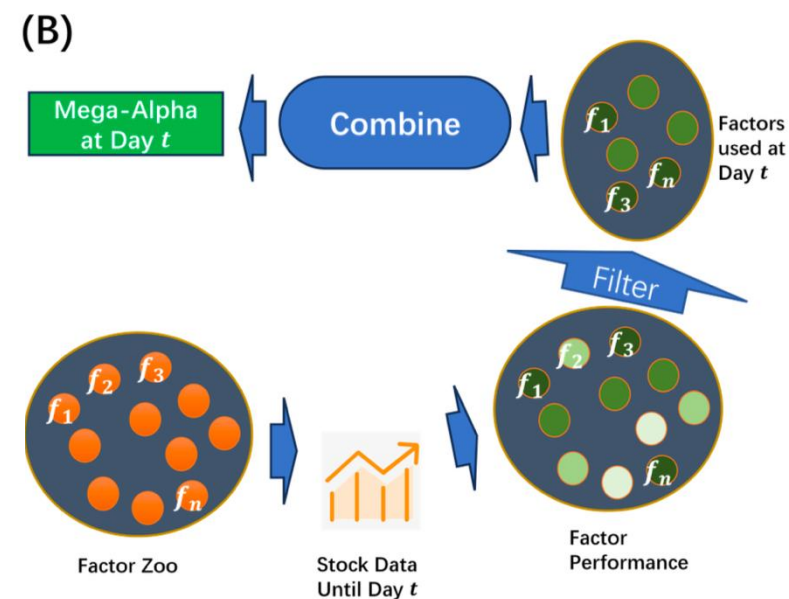 (B)
Mega-Alpha
at Day t
Combine
f1
fn
f3
Factors
used at
Day t
Filter
f1
f2
f3
fn
f1
f2
f3
fn
Factor Zoo
Stock Data
Until Day t
Factor
Performance